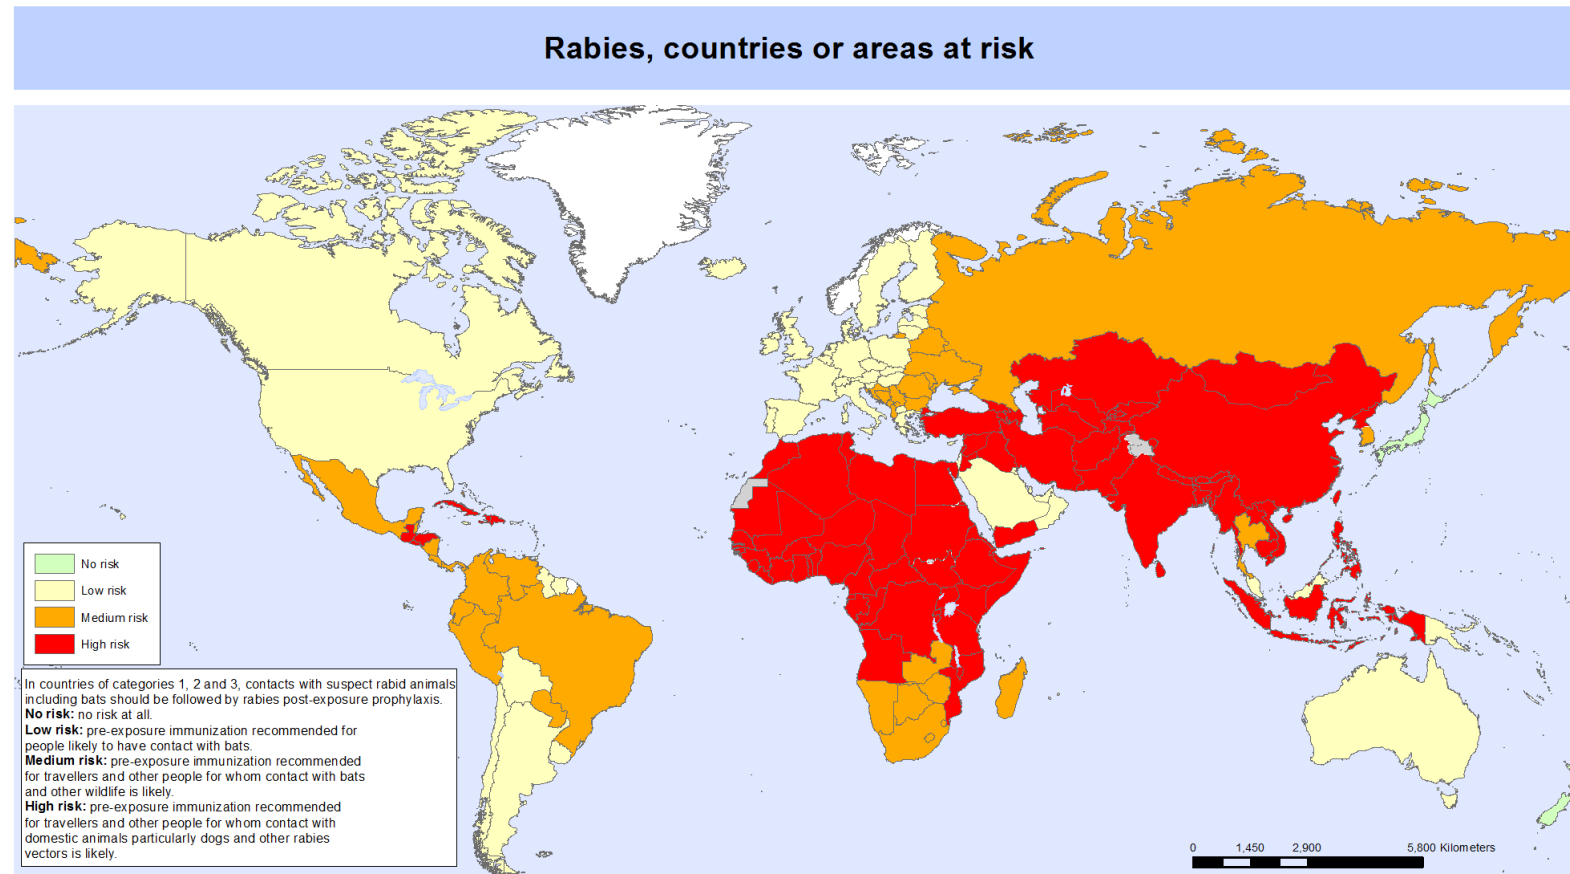 Rabies, countries or areas at risk
No risk
Low risk
Medium risk
High risk
In countries of categories 1, 2 and 3, contacts with suspect rabid animals
including bats should be followed by rabies post-exposure prophylaxis.
No risk: no risk at all.
Low risk: pre-exposure immunization recommended for
people likely to have contact with bats.
Medium risk: pre-exposure immunization recommended
for travellers and other people for whom contact with bats
and other wildlife is likely.
High risk: pre-exposure immunization recommended
for travellers and other people for whom contact with
domestic animals particularly dogs and other rabies
vectors is likely.
0 1,450 2,900 5,800 Kilometers